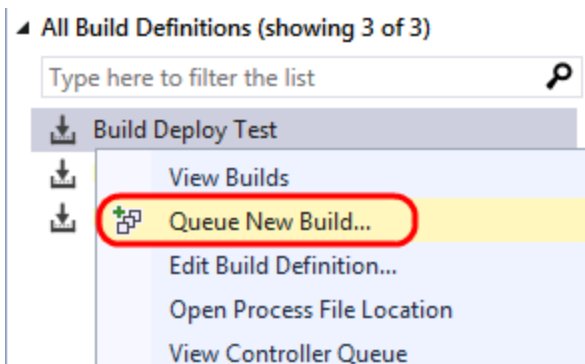 All Build Definitions (showing 3 of 3)
Type here to filter the list
Build Deploy Test
View Builds
Queue New Build...
Edit Build Definition...
Open Process File Location
View Controller Queue